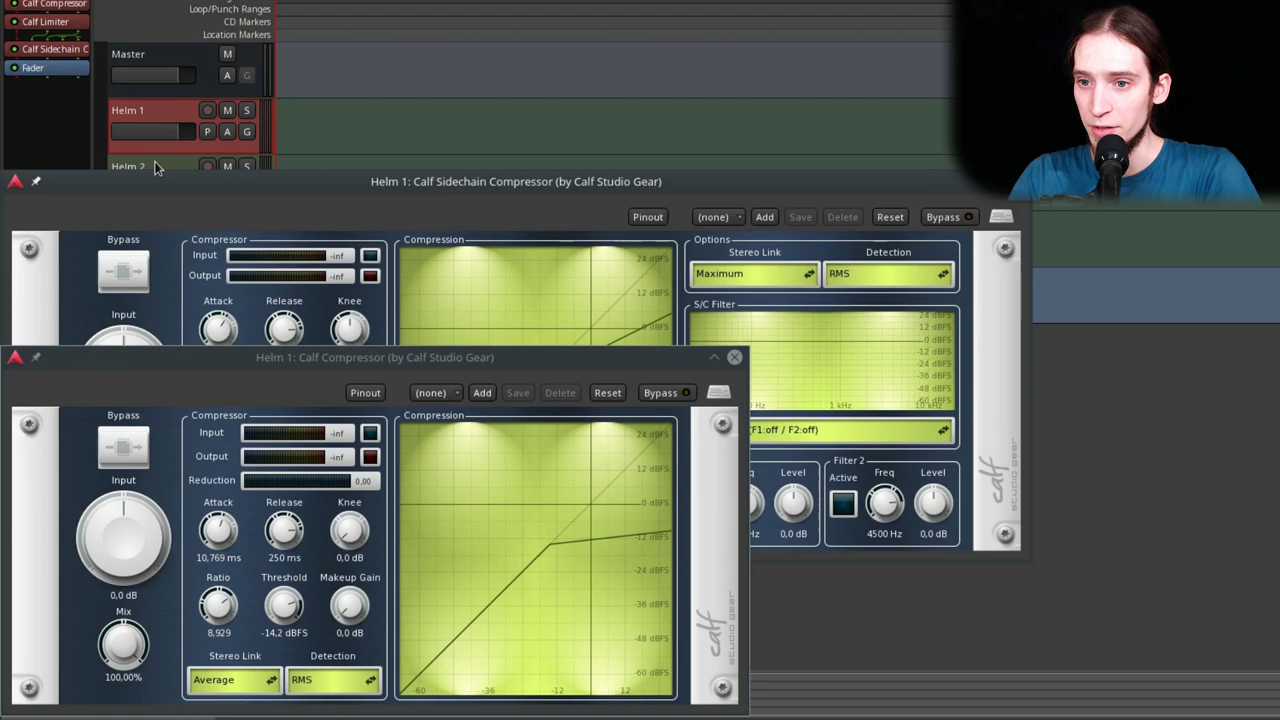 Calf Compressor
Loop/Punch Ranges
Calf Limiter
CD Markers
Location Markers
Calf Sidechain C
Master
M
Fader
A
G
Helm 1
M
S
P
A
G
Helm 2
M
S
Helm 1: Calf Sidechain Compressor (by Calf Studio Gear)
Pinout
(none)
Add
Save
Delete
Reset
Bypass
Bypass
Compressor
Compression
Options
Input
-inf
24 dBFS
Stereo Link
Detection
Output
-inf
Maximum
RMS
12 dBFS
Attack
Release
Knee
S/C Filter
Input
0 dBFS
24 dBFS
12 dBFS
0 dBFS
-12 dBFS
-24 dBFS
-36 dBFS
-48 dBFS
-60 dBFS
Hz
1 kHz
10 kHz
(F1:off / F2:off)
Filter 2
Level
Active
Freq
Level
Hz
0,0 dB
4500 Hz
0,0 dB
calf
studio gear
Helm 1: Calf Compressor (by Calf Studio Gear)
Pinout
(none)
Add
Save
Delete
Reset
Bypass
Bypass
Compressor
Compression
Input
-inf
24 dBFS
Output
-inf
12 dBFS
Reduction
0,00
Input
Attack
Release
Knee
0 dBFS
10,769 ms
250 ms
0,0 dB
-12 dBFS
Ratio
Threshold
Makeup Gain
-24 dBFS
0,0 dB
8,929
-14,2 dBFS
0,0 dB
-36 dBFS
Mix
Stereo Link
Detection
-48 dBFS
100,00%
Average
RMS
-60 dBFS
-60
-36
-12
12
calf
studio gear